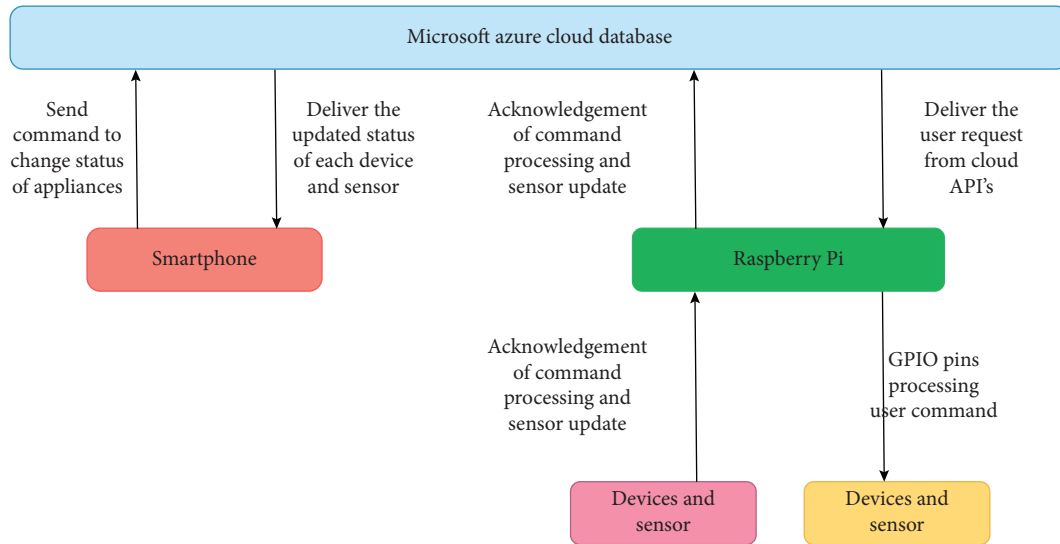 Microsoft azure cloud database
Send
command to
change status
of appliances
Deliver the
updated status
of each device
and sensor
Acknowledgement
of command
processing and
sensor update
Deliver the
user request
from cloud
API's
Smartphone
Raspberry Pi
Acknowledgement
of command
processing and
sensor update
GPIO pins
processing
user command
Devices and
sensor
Devices and
sensor